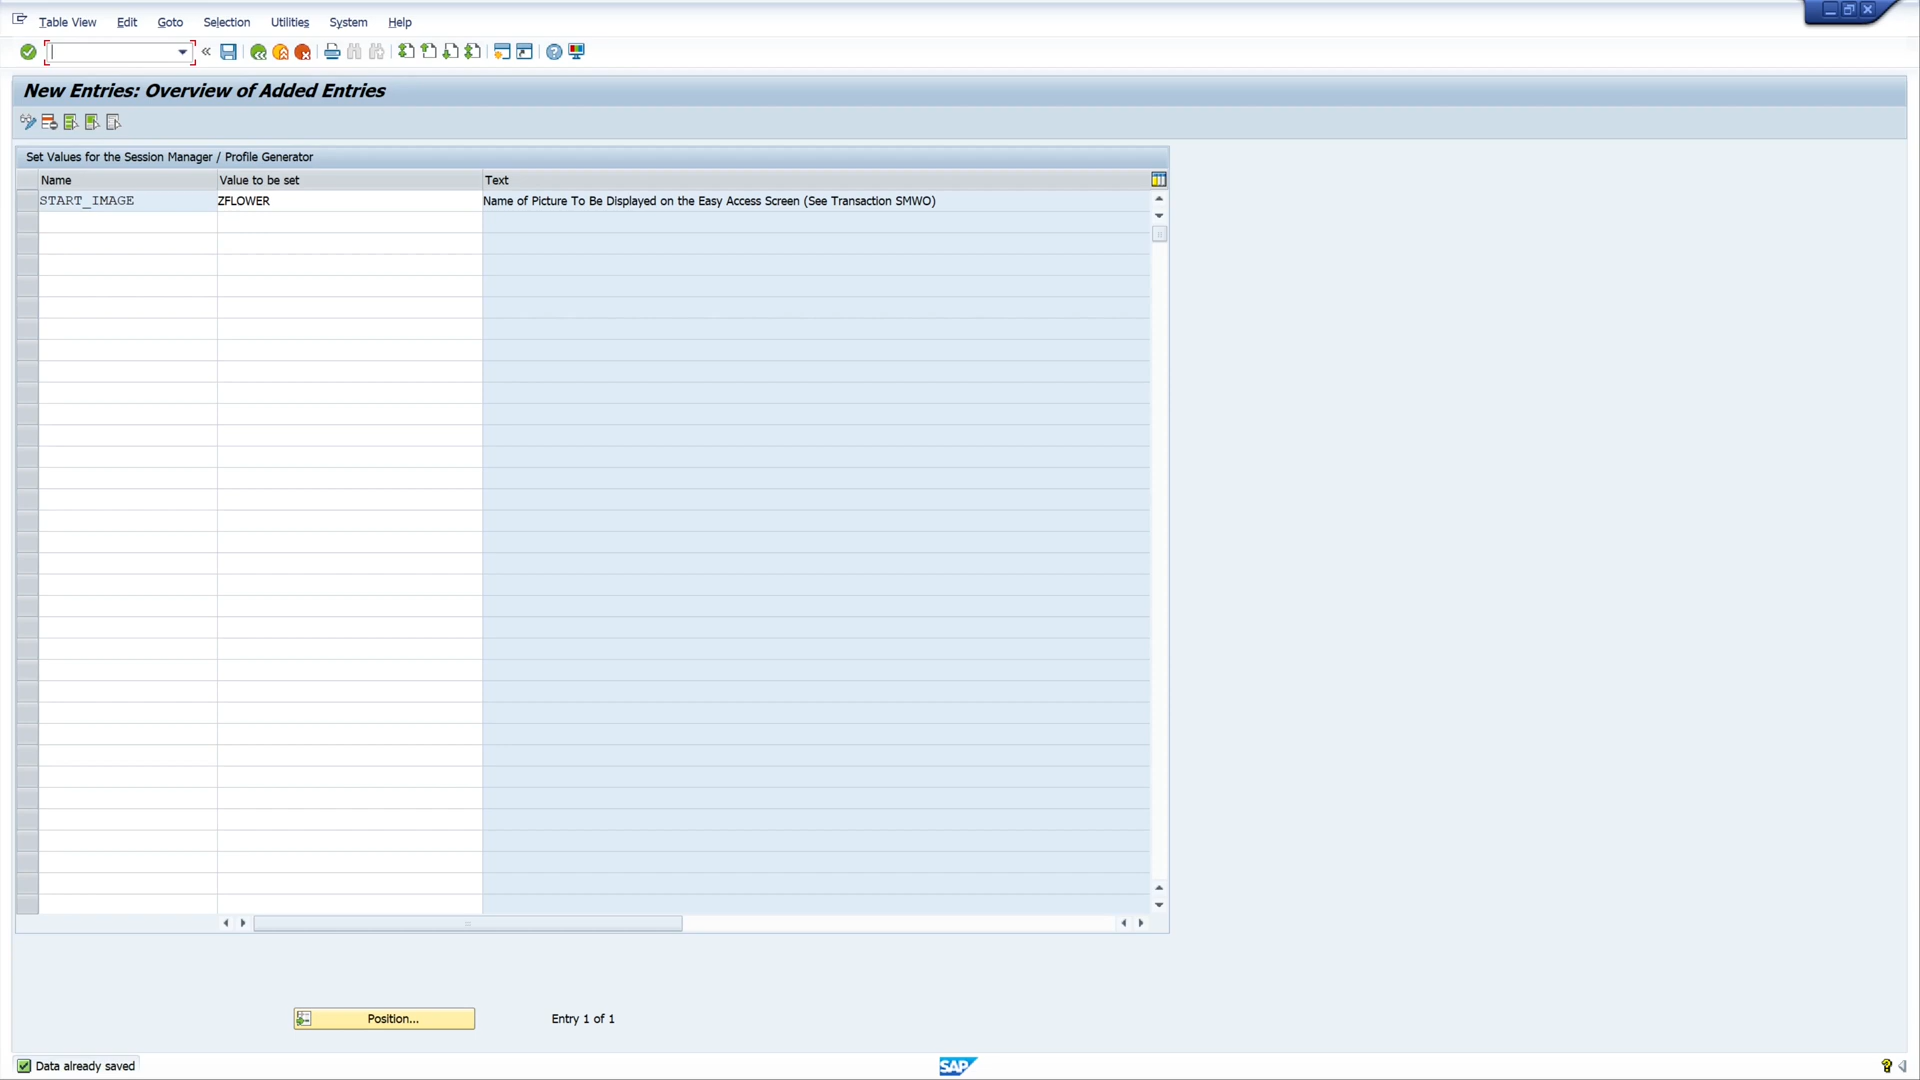 Table View Edit Goto Selection Utilities System Help
New Entries: Overview of Added Entries
Set Values for the Session Manager / Profile Generator
Name Value to be set Text
START_IMAGE ZFLOWER Name of Picture To Be Displayed on the Easy Access Screen (See Transaction SMWO)
Position... Entry 1 of 1
Data already saved SAP